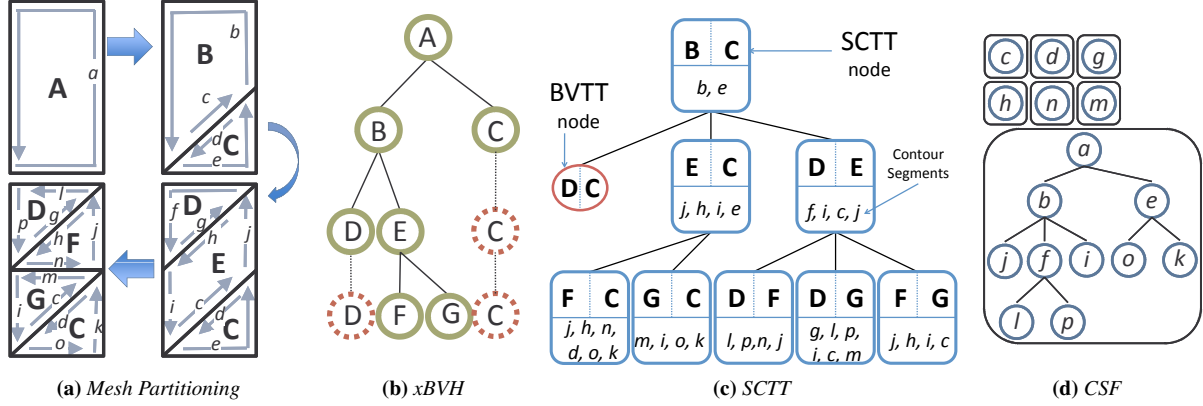 A
a
b
B
c
d
C
e
l
D
p
g
h
F
j
n
m
G
i
c
d
C
k
o
f
D
g
h
j
E
i
c
d
C
e
(a) Mesh Partitioning
A
B
C
D
E
C
D
F
G
C
(b) xBVH
SCTT
node
BVTT
node
B C
b, e
D C
E C
j, h, i, e
D E
f, i, c, j
Contour
Segments
F C
j, h, n,
d, o, k
G C
m, i, o, k
D F
l, p,n, j
D G
g, l, p,
i, c, m
F G
j, h, i, c
(c) SCTT
c d g
h n m
a
b e
j f i o k
l p
(d) CSF